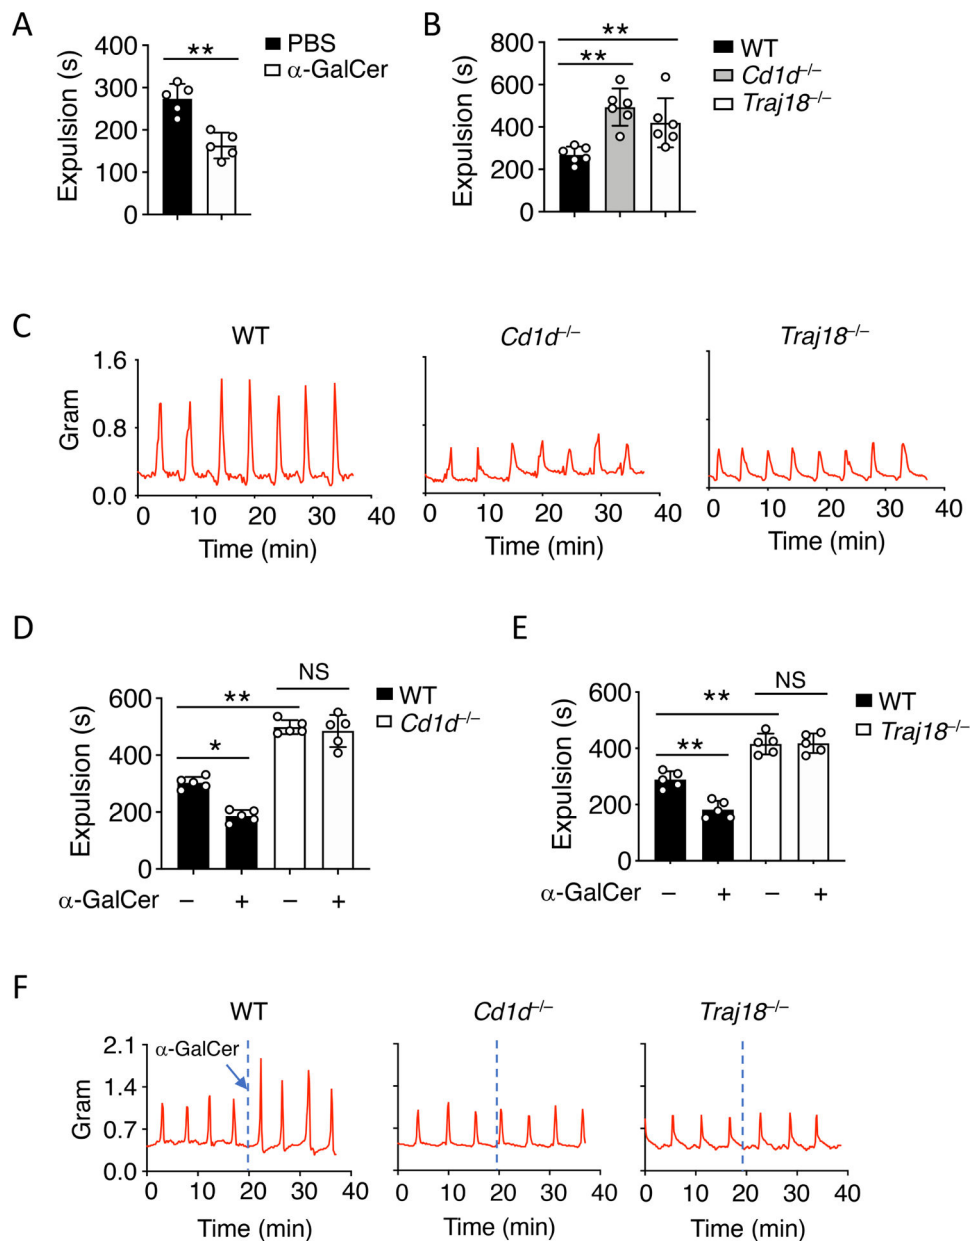 A
Expulsion (s)
400
300
200
100
0
**
PBS
α-GalCer
B
Expulsion (s)
800
600
400
200
0
**
**
WT
Cd1d–/–
Traj18–/–
C
WT
Cd1d–/–
Traj18–/–
Gram
1.6
0.8
0.0
0 10 20 30 40
Time (min)
0 10 20 30 40
Time (min)
0 10 20 30 40
Time (min)
D
Expulsion (s)
600
400
200
0
*
**
NS
WT
Cd1d–/–
α-GalCer – + – +
E
Expulsion (s)
600
400
200
0
**
**
NS
WT
Traj18–/–
α-GalCer – + – +
F
WT
Cd1d–/–
Traj18–/–
α-GalCer
Gram
2.1
1.4
0.7
0.0
0 10 20 30 40
Time (min)
0 10 20 30 40
Time (min)
0 10 20 30 40
Time (min)